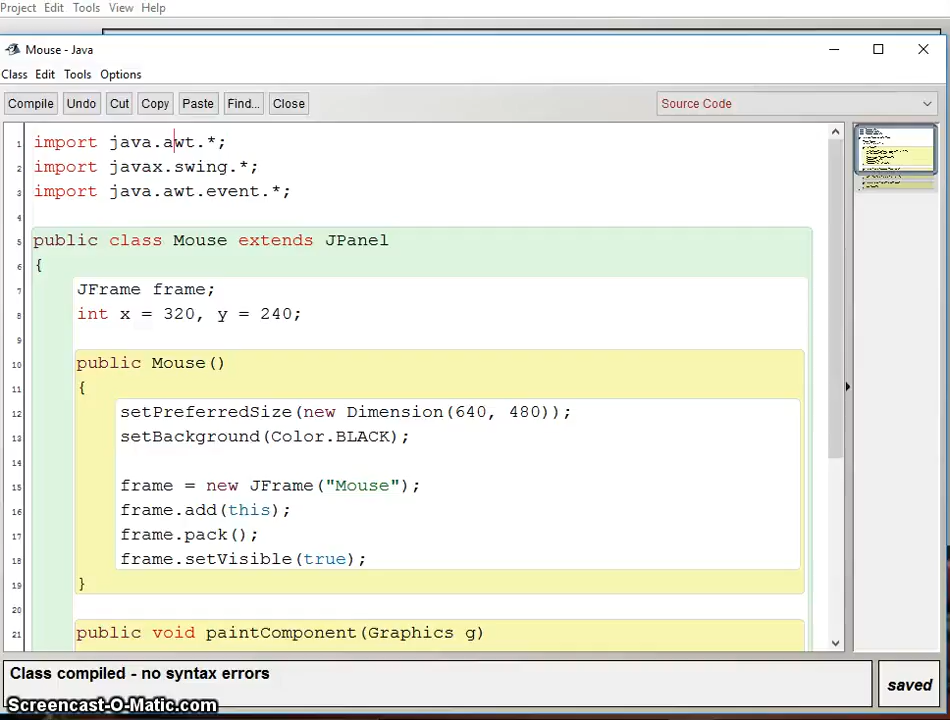 Project Edit Tools View Help
Mouse - Java
Class Edit Tools Options
Compile Undo Cut Copy Paste Find... Close Source Code
1 import java.awt.*;
2 import javax.swing.*;
3 import java.awt.event.*;
4
5 public class Mouse extends JPanel
6 {
7 JFrame frame;
8 int x = 320, y = 240;
9
10 public Mouse()
11 {
12 setPreferredSize(new Dimension(640, 480));
13 setBackground(Color.BLACK);
14
15 frame = new JFrame("Mouse");
16 frame.add(this);
17 frame.pack();
18 frame.setVisible(true);
19 }
20
21 public void paintComponent(Graphics g)
Class compiled - no syntax errors
saved
Screencast-O-Matic.com